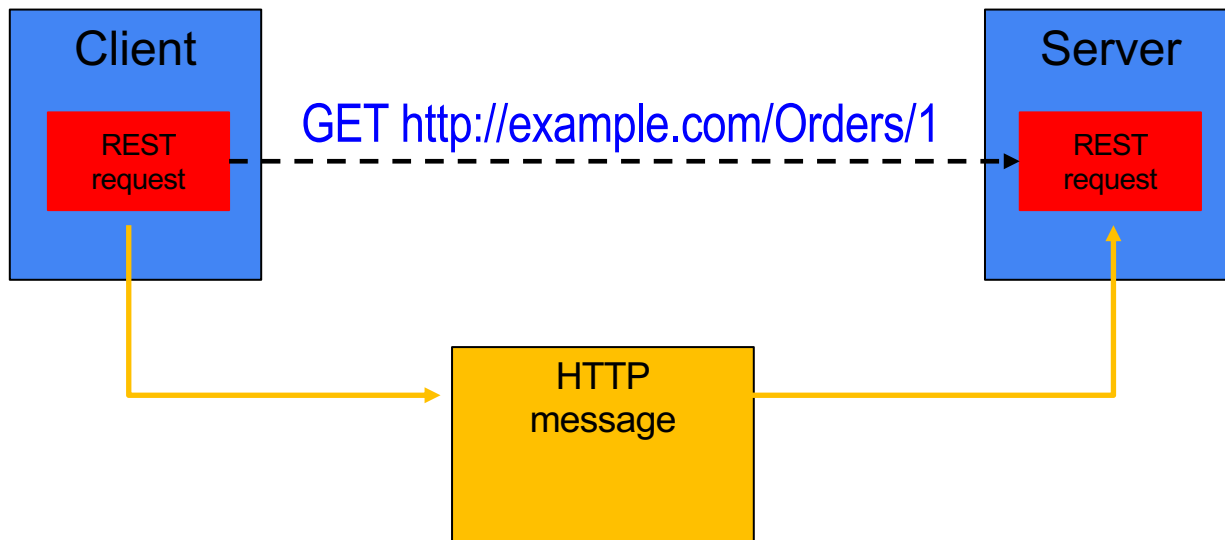 Client
Server
GET http://example.com/Orders/1
REST
request
REST
request
HTTP
message